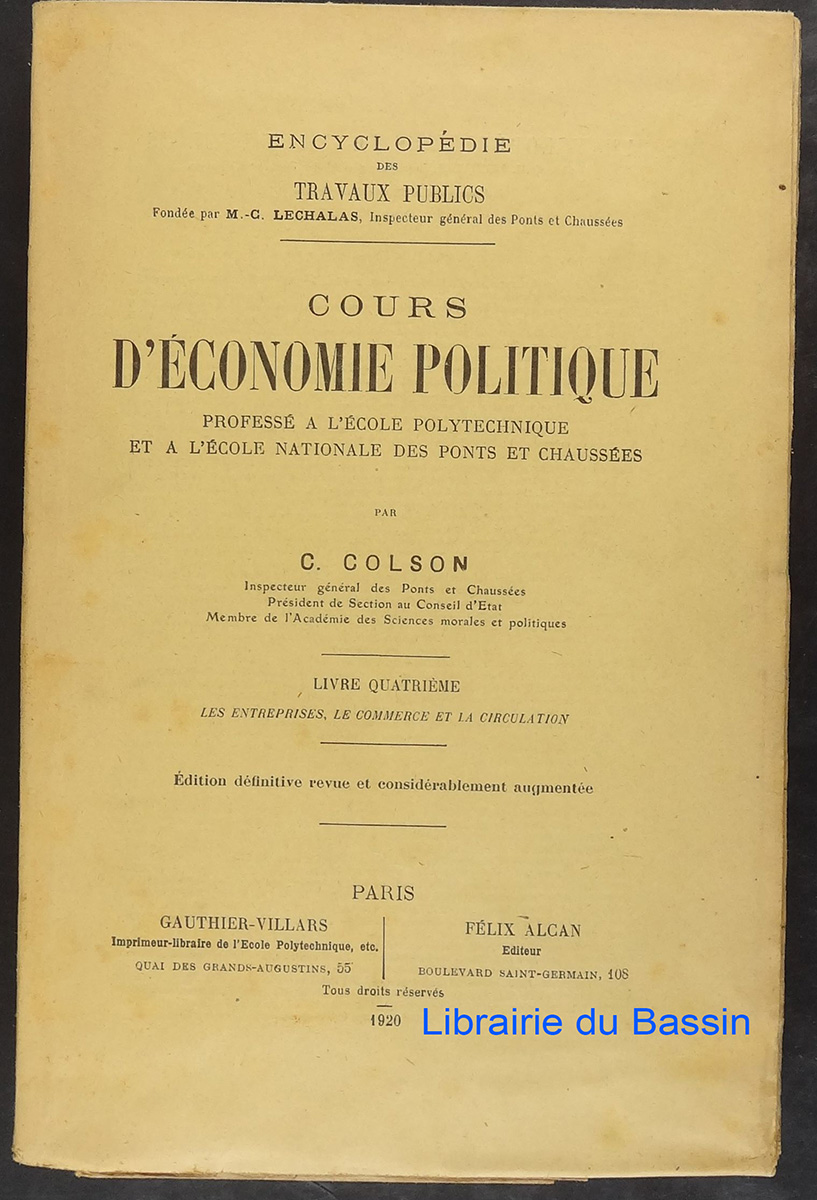 ENCYCLOPÉDIE
DES
TRAVAUX PUBLICS
Fondée par M.-C. LECHALAS, Inspecteur général des Ponts et Chaussées
COURS
D'ÉCONOMIE POLITIQUE
PROFESSÉ A L'ÉCOLE POLYTECHNIQUE
ET A L'ÉCOLE NATIONALE DES PONTS ET CHAUSSÉES
PAR
C. COLSON
Inspecteur général des Ponts et Chaussées
Président de Section au Conseil d'Etat
Membre de l'Académie des Sciences morales et politiques
LIVRE QUATRIÈME
LES ENTREPRISES, LE COMMERCE ET LA CIRCULATION
Édition définitive revue et considérablement augmentée
PARIS
GAUTHIER-VILLARS
Imprimeur-libraire de l'Ecole Polytechnique, etc.
QUAI DES GRANDS-AUGUSTINS, 55
FÉLIX ALCAN
Editeur
BOULEVARD SAINT-GERMAIN, 108
Tous droits réservés
1920
Librairie du Bassin